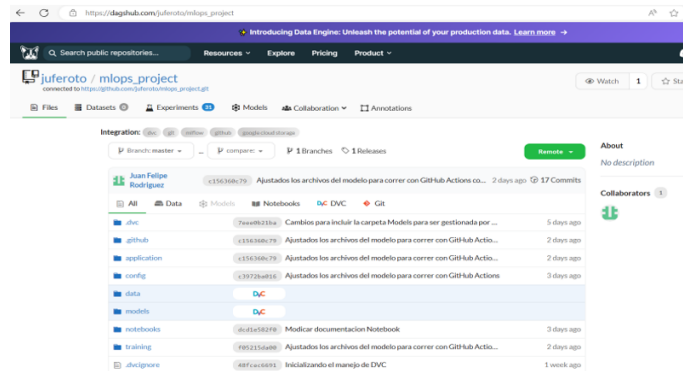 https://dagshub.com/juferoto/mlops_project
Introducing Data Engine: Unleash the potential of your production data. Learn more →
Search public repositories... Resources Explore Pricing Product
juferoto / mlops_project
connected to https://github.com/juferoto/mlops_project.git
Watch 1 Sta
Files Datasets 0 Experiments 31 Models Collaboration Annotations
Integration: dvc git mlflow github google cloud storage
Branch: master ... compare: 1 Branches 1 Releases Remote
About
No description
Juan Felipe Rodriguez c156360c79 Ajustados los archivos del modelo para correr con GitHub Actions co... 2 days ago 17 Commits
Collaborators 1
All Data Models Notebooks DVC DVC Git
.dvc 7eee0b21ba Cambios para incluir la carpeta Models para ser gestionada por ... 5 days ago
.github c156360c79 Ajustados los archivos del modelo para correr con GitHub Actio... 2 days ago
application c156360c79 Ajustados los archivos del modelo para correr con GitHub Actio... 2 days ago
config c3972ba016 Ajustados los archivos del modelo para correr con GitHub Actions 3 days ago
data DVC
models DVC
notebooks dcd1e582f0 Modicar documentacion Notebook 3 days ago
training f05215da00 Ajustados los archivos del modelo para correr con GitHub Actio... 2 days ago
.dvcignore 48fcac6691 Inicializando el manejo de DVC 1 week ago